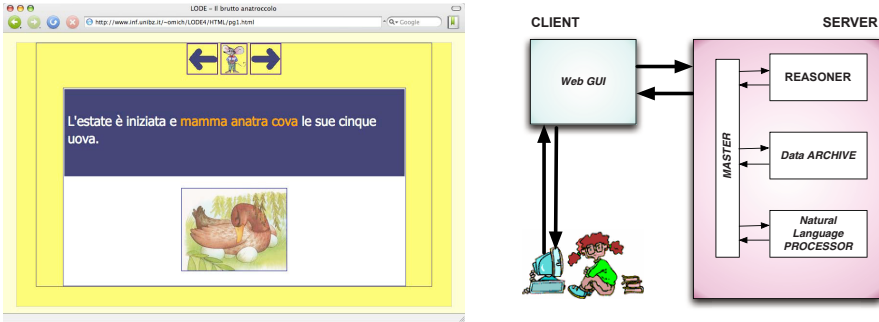 LODE – Il brutto anatroccolo
http://www.inf.unibz.it/~omich/LODE4/HTML/pg1.html
Google
L'estate è iniziata e mamma anatra cova le sue cinque
uova.
CLIENT
SERVER
Web GUI
MASTER
REASONER
Data ARCHIVE
Natural
Language
PROCESSOR